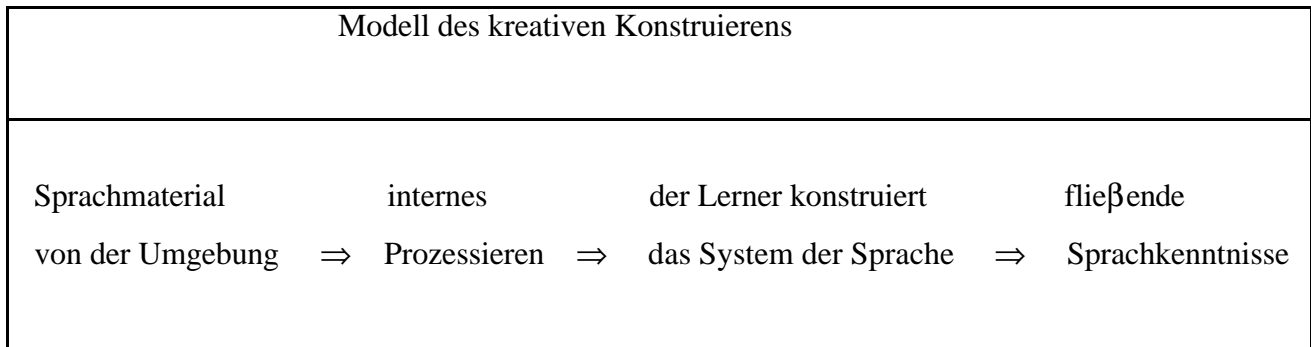 Modell des kreativen Konstruierens
Sprachmaterial internes der Lerner konstruiert flieβende
von der Umgebung ⇒ Prozessieren ⇒ das System der Sprache ⇒ Sprachkenntnisse